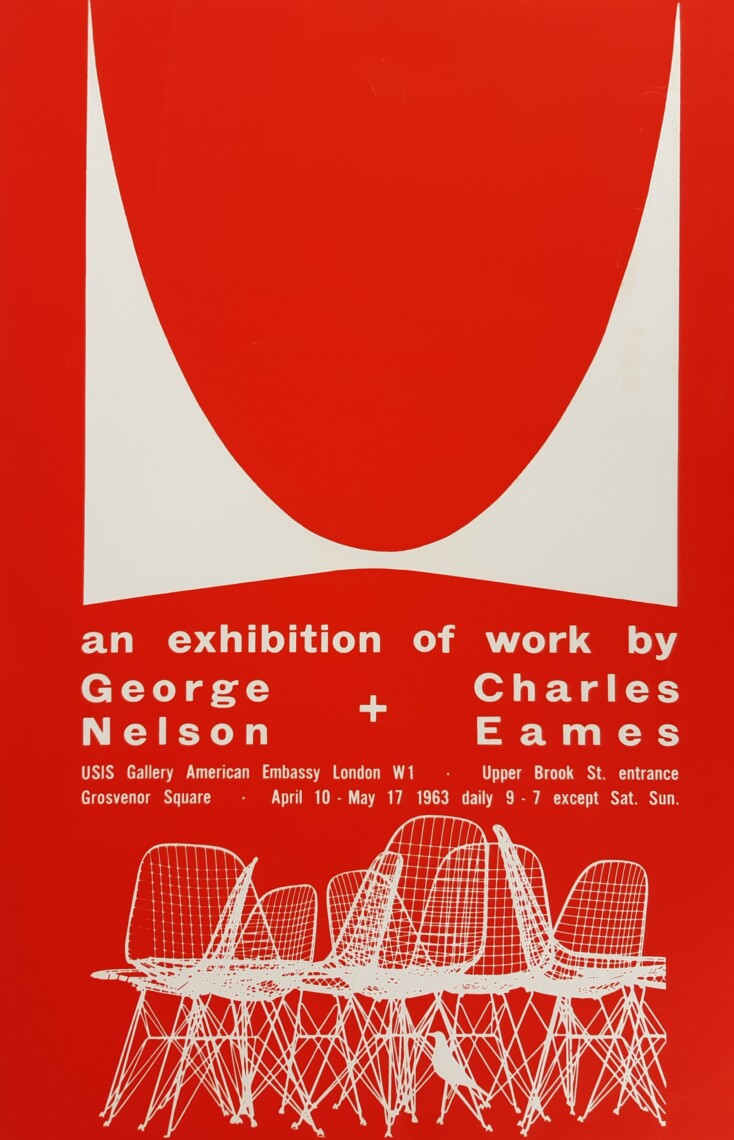 an exhibition of work by
George Nelson + Charles Eames
USIS Gallery American Embassy London W1 · Upper Brook St. entrance
Grosvenor Square · April 10 - May 17 1963 daily 9 - 7 except Sat. Sun.